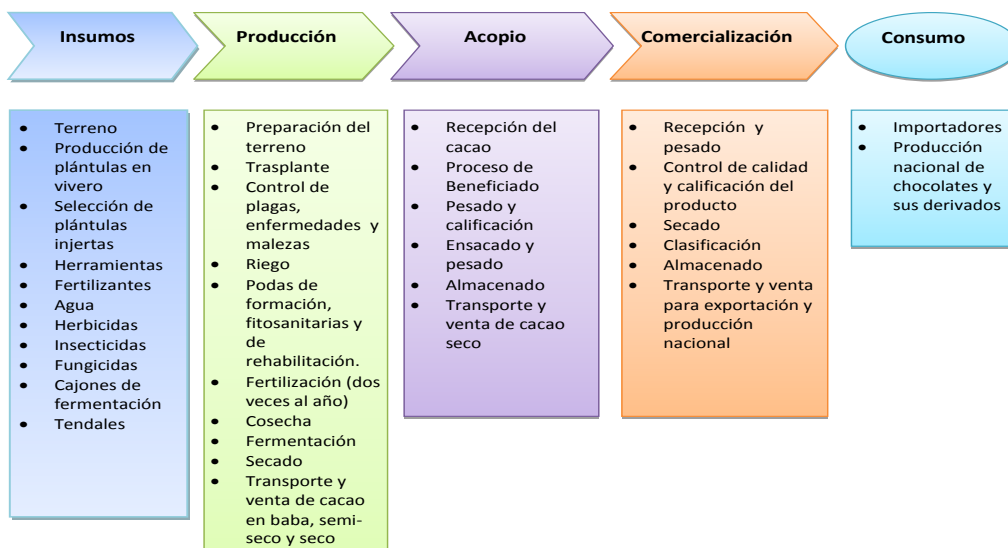 Insumos
Producción
Acopio
Comercialización
Consumo
• Terreno
• Producción de
plántulas en
vivero
• Selección de
plántulas
injertas
• Herramientas
• Fertilizantes
• Agua
• Herbicidas
• Insecticidas
• Fungicidas
• Cajones de
fermentación
• Tendales
• Preparación del
terreno
• Trasplante
• Control de
plagas,
enfermedades y
malezas
• Riego
• Podas de
formación,
fitosanitarias y
de
rehabilitación.
• Fertilización (dos
veces al año)
• Cosecha
• Fermentación
• Secado
• Transporte y
venta de cacao
en baba, semi-
seco y seco
• Recepción del
cacao
• Proceso de
Beneficiado
• Pesado y
calificación
• Ensacado y
pesado
• Almacenado
• Transporte y
venta de cacao
seco
• Recepción y
pesado
• Control de calidad
y calificación del
producto
• Secado
• Clasificación
• Almacenado
• Transporte y venta
para exportación y
producción
nacional
• Importadores
• Producción
nacional de
chocolates y
sus derivados